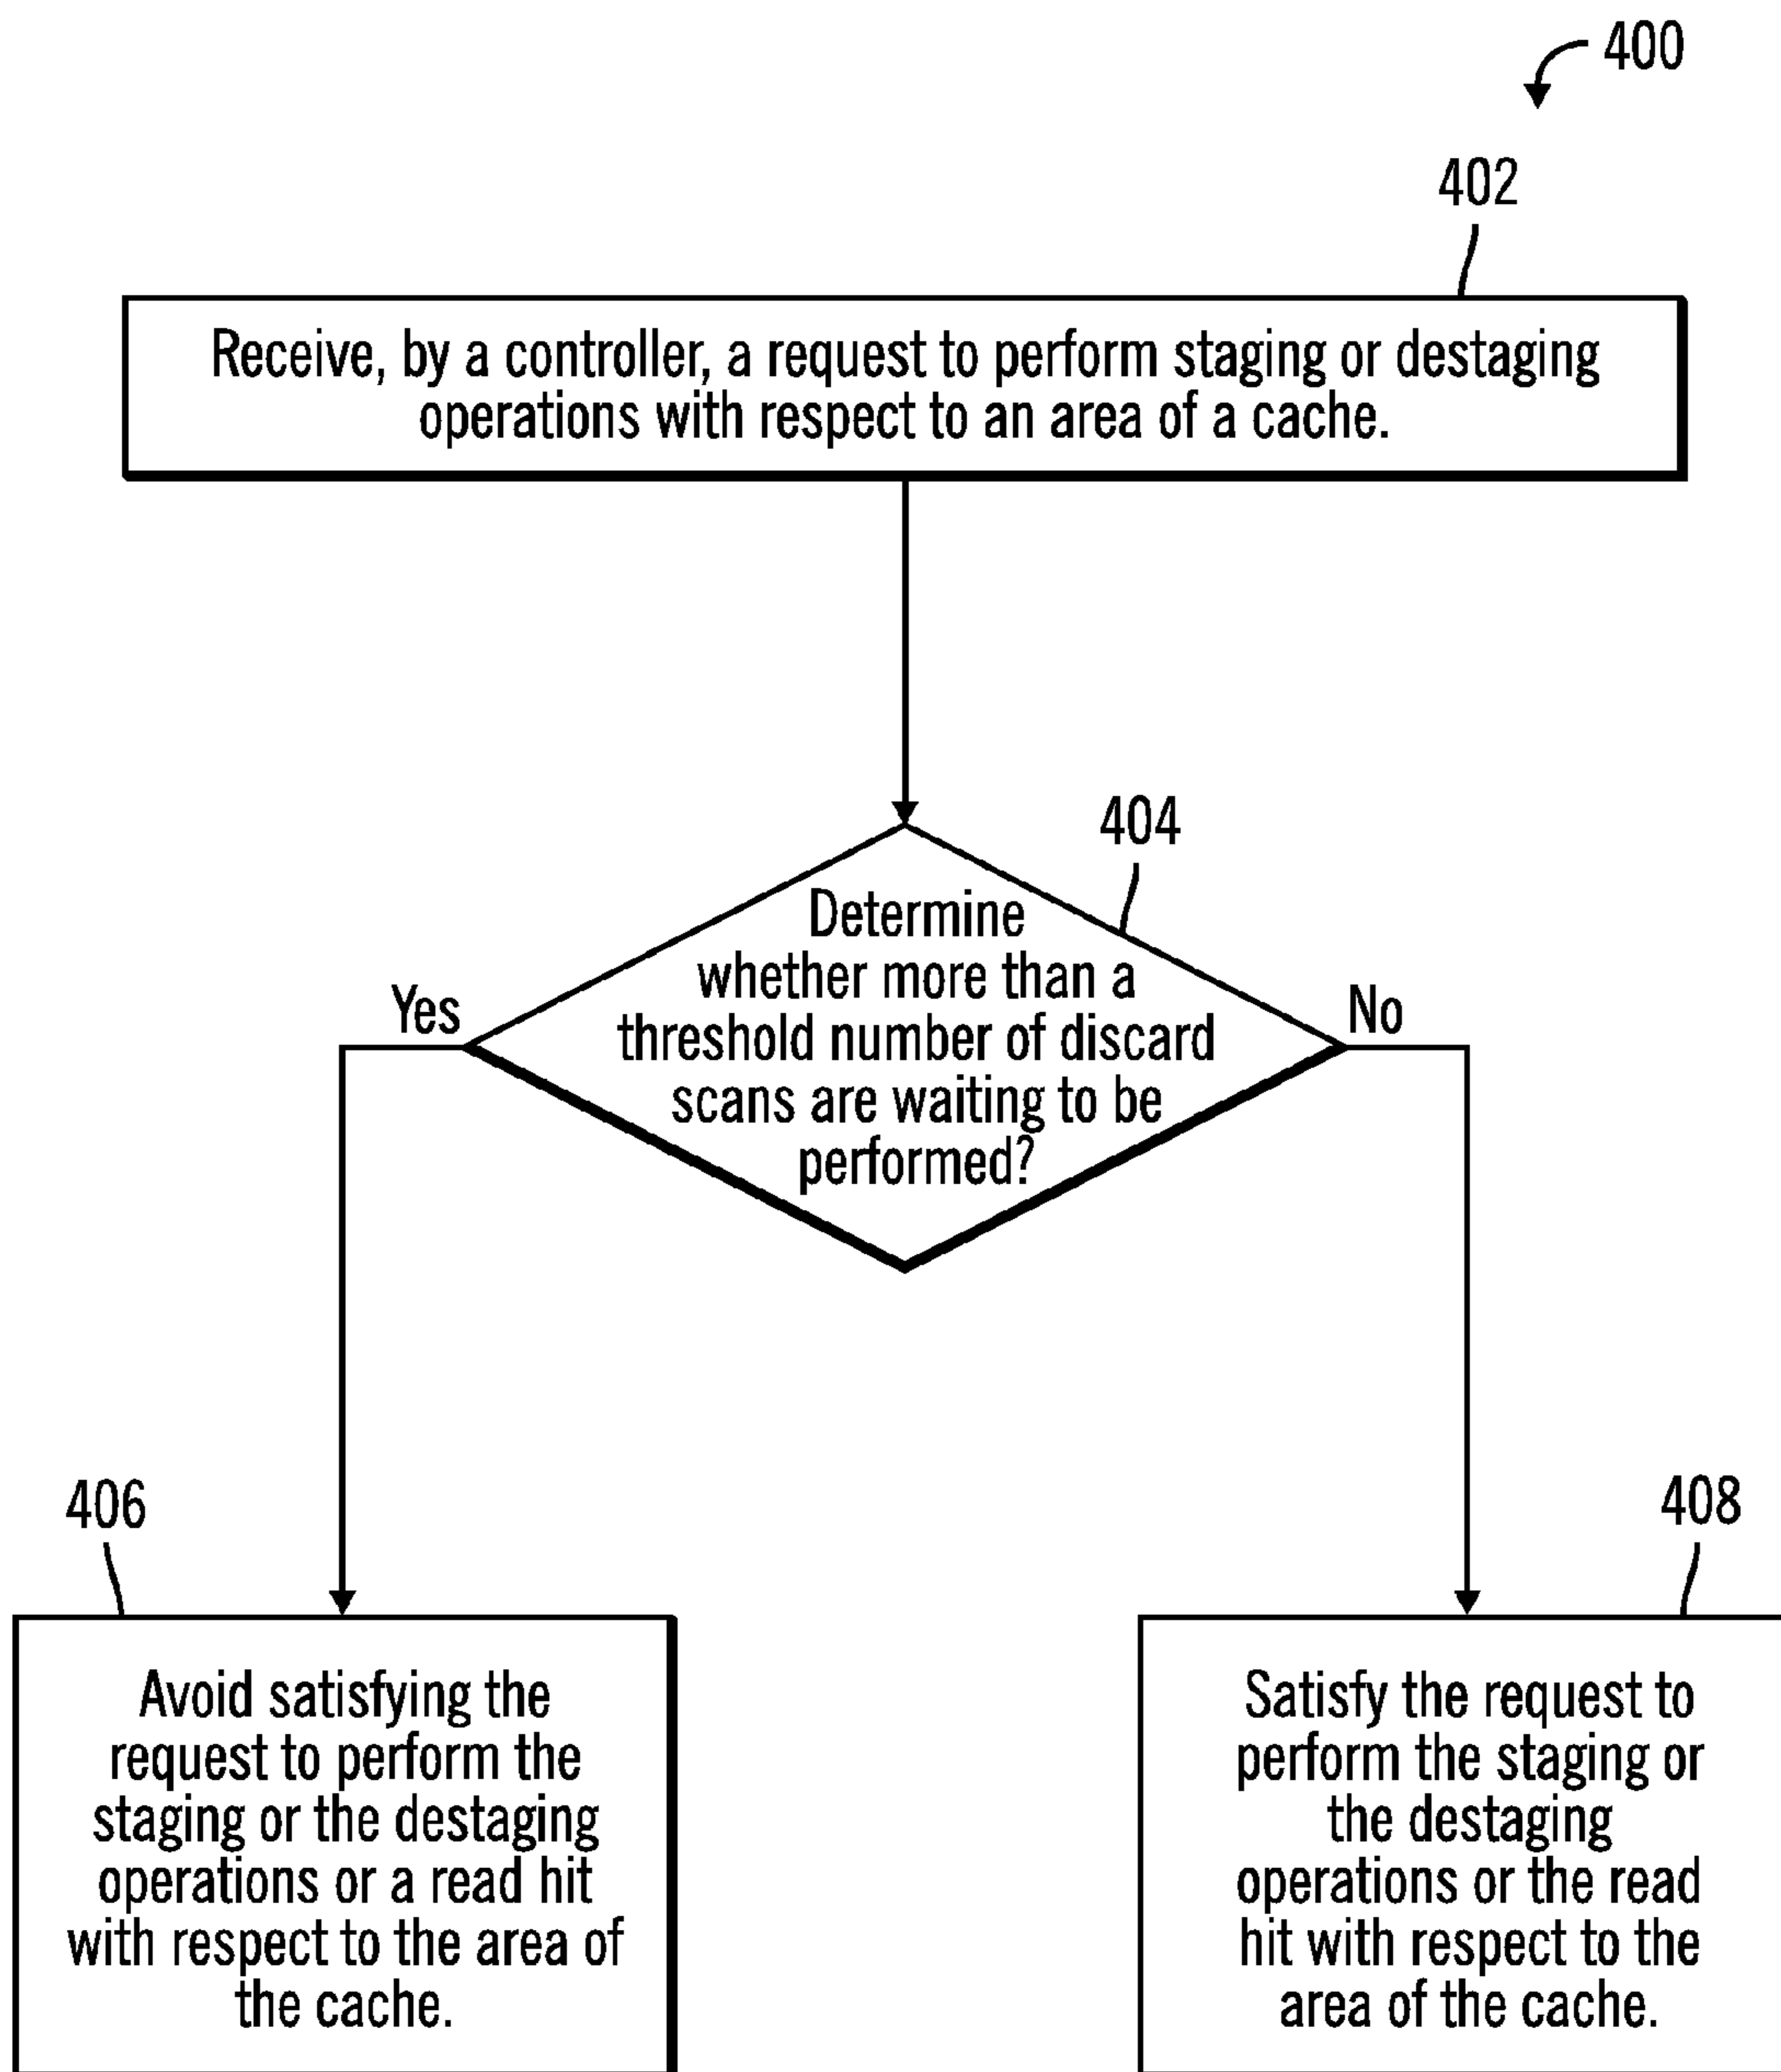 400
402
Receive, by a controller, a request to perform staging or destaging
operations with respect to an area of a cache.
404
Determine
whether more than a
threshold number of discard
scans are waiting to be
performed?
Yes
No
406
Avoid satisfying the
request to perform the
staging or the destaging
operations or a read hit
with respect to the area of
the cache.
408
Satisfy the request to
perform the staging or
the destaging
operations or the read
hit with respect to the
area of the cache.